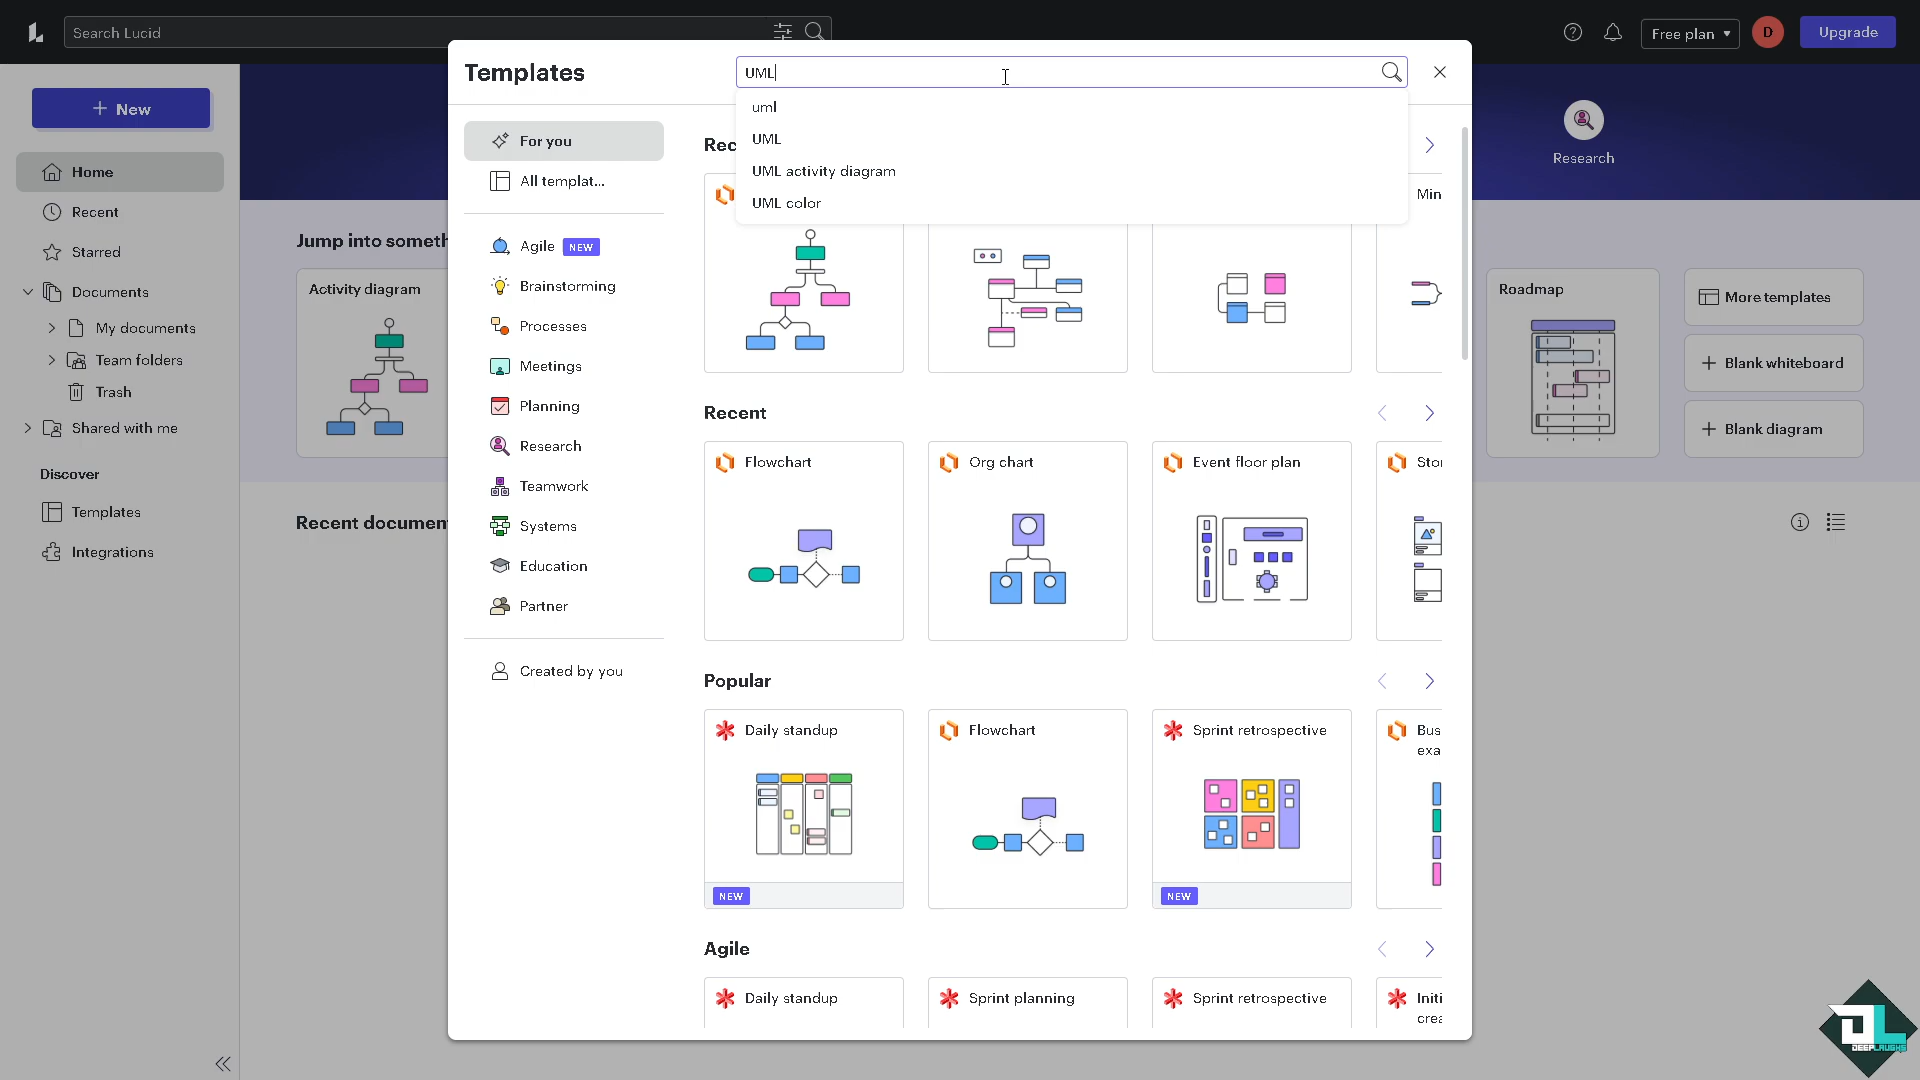 Search Lucid
Free plan
D
Upgrade
Templates
UML
uml
UML
UML activity diagram
UML color
New
Home
Recent
Starred
Documents
My documents
Team folders
Trash
Shared with me
Discover
Templates
Integrations
Jump into someth
Activity diagram
Recent documen
For you
All templat...
Agile NEW
Brainstorming
Processes
Meetings
Planning
Research
Teamwork
Systems
Education
Partner
Created by you
Rec
Min
Recent
Flowchart
Org chart
Event floor plan
Sto
Popular
Daily standup
NEW
Flowchart
Sprint retrospective
NEW
Bus
exa
Agile
Daily standup
Sprint planning
Sprint retrospective
Initi
crea
Research
Roadmap
More templates
Blank whiteboard
Blank diagram
DEEPLAUGHS